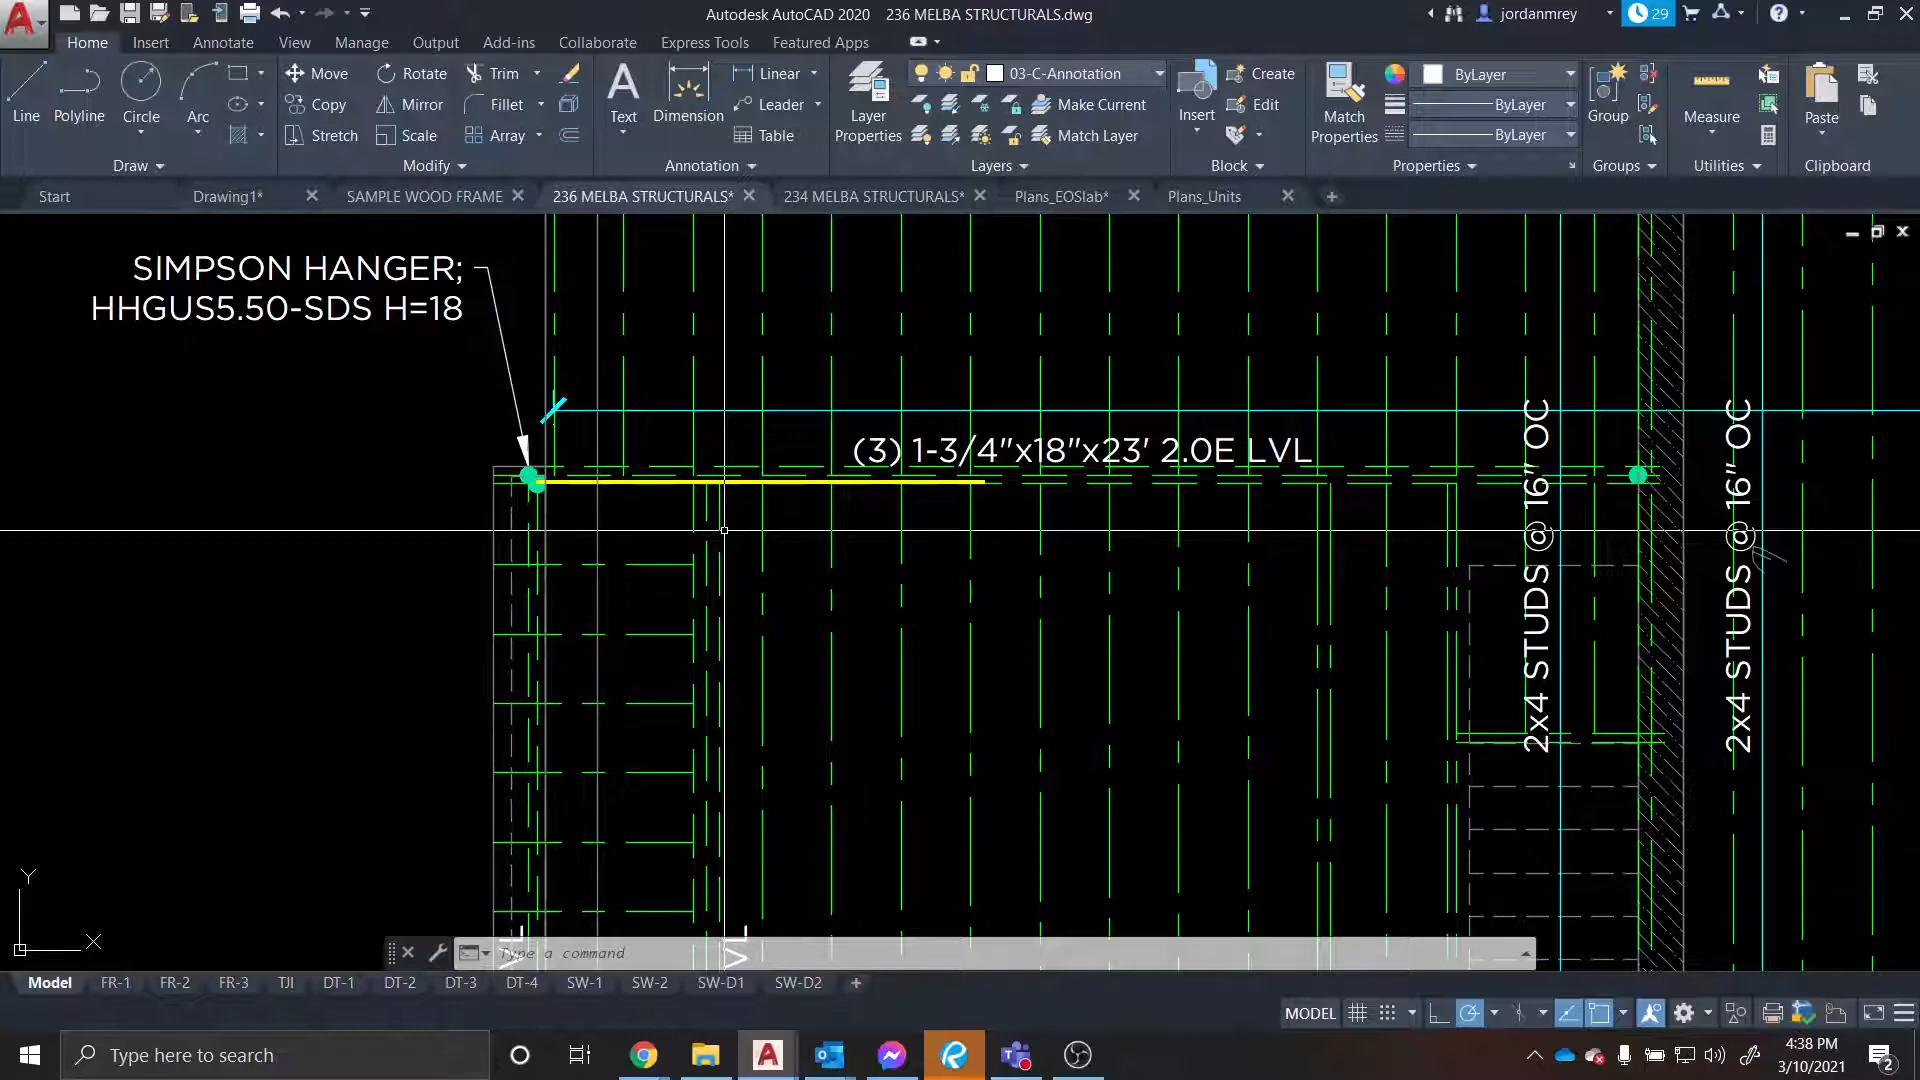 Autodesk AutoCAD 2020 236 MELBA STRUCTURALS.dwg
jordanmrey
29
Home Insert Annotate View Manage Output Add-ins Collaborate Express Tools Featured Apps
Line
Polyline
Circle
Arc
Draw
Move
Rotate
Trim
Copy
Mirror
Fillet
Stretch
Scale
Array
Modify
Text
Dimension
Linear
Leader
Table
Annotation
Layer
Properties
03-C-Annotation
Make Current
Match Layer
Layers
Insert
Create
Edit
Block
Match
Properties
ByLayer
ByLayer
ByLayer
Properties
Group
Groups
Measure
Utilities
Paste
Clipboard
Start
Drawing1*
SAMPLE WOOD FRAME
236 MELBA STRUCTURALS*
234 MELBA STRUCTURALS*
Plans_EOSlab*
Plans_Units
SIMPSON HANGER;
HHGUS5.50-SDS H=18
(3) 1-3/4"x18"x23' 2.0E LVL
2x4 STUDS @ 16" OC
2x4 STUDS @ 16" OC
VL
VL
Y
X
Type a command
Model FR-1 FR-2 FR-3 TJI DT-1 DT-2 DT-3 DT-4 SW-1 SW-2 SW-D1 SW-D2
MODEL
Type here to search
4:38 PM
3/10/2021
2